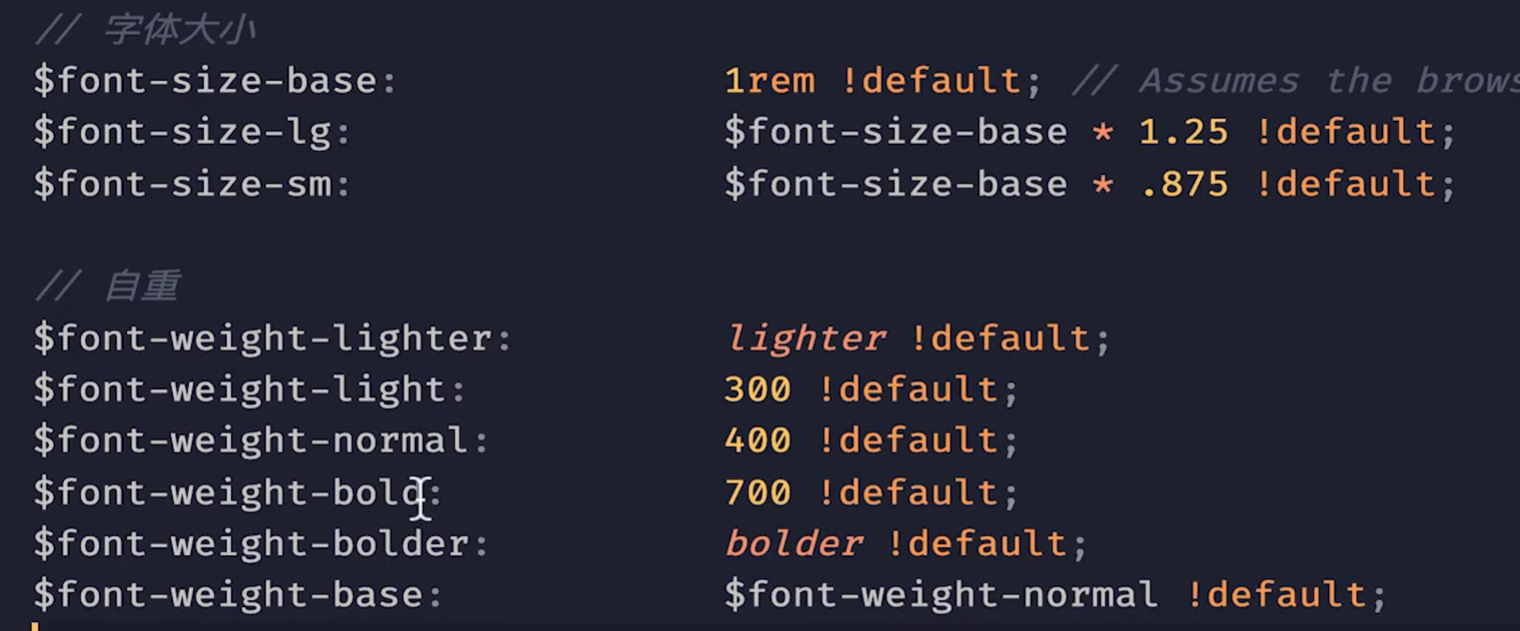 // 字体大小
$font-size-base: 1rem !default; // Assumes the
$font-size-lg: $font-size-base * 1.25 !default;
$font-size-sm: $font-size-base * .875 !default;
// 自重
$font-weight-lighter: lighter !default;
$font-weight-light: 300 !default;
$font-weight-normal: 400 !default;
$font-weight-bold: 700 !default;
$font-weight-bolder: bolder !default;
$font-weight-base: $font-weight-normal !default;